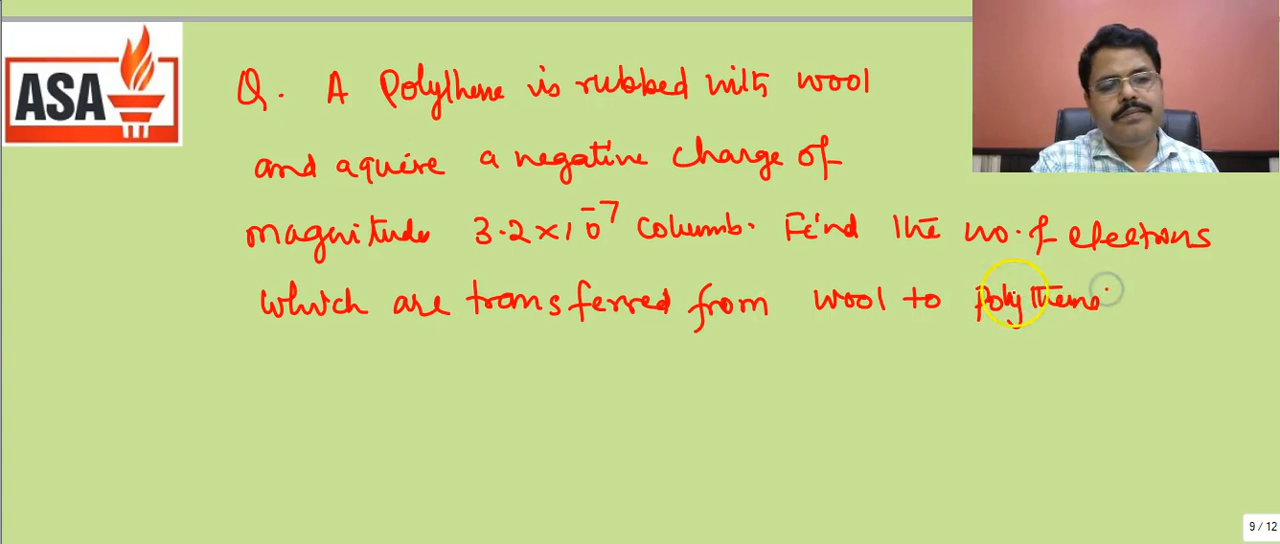 ASA
Q. A Polythene is rubbed with wool
and aquire a negative charge of
magnitude 3.2×10⁻⁷ Columb. Find the no. of electrons
which are transferred from wool to polythene.
9 / 12